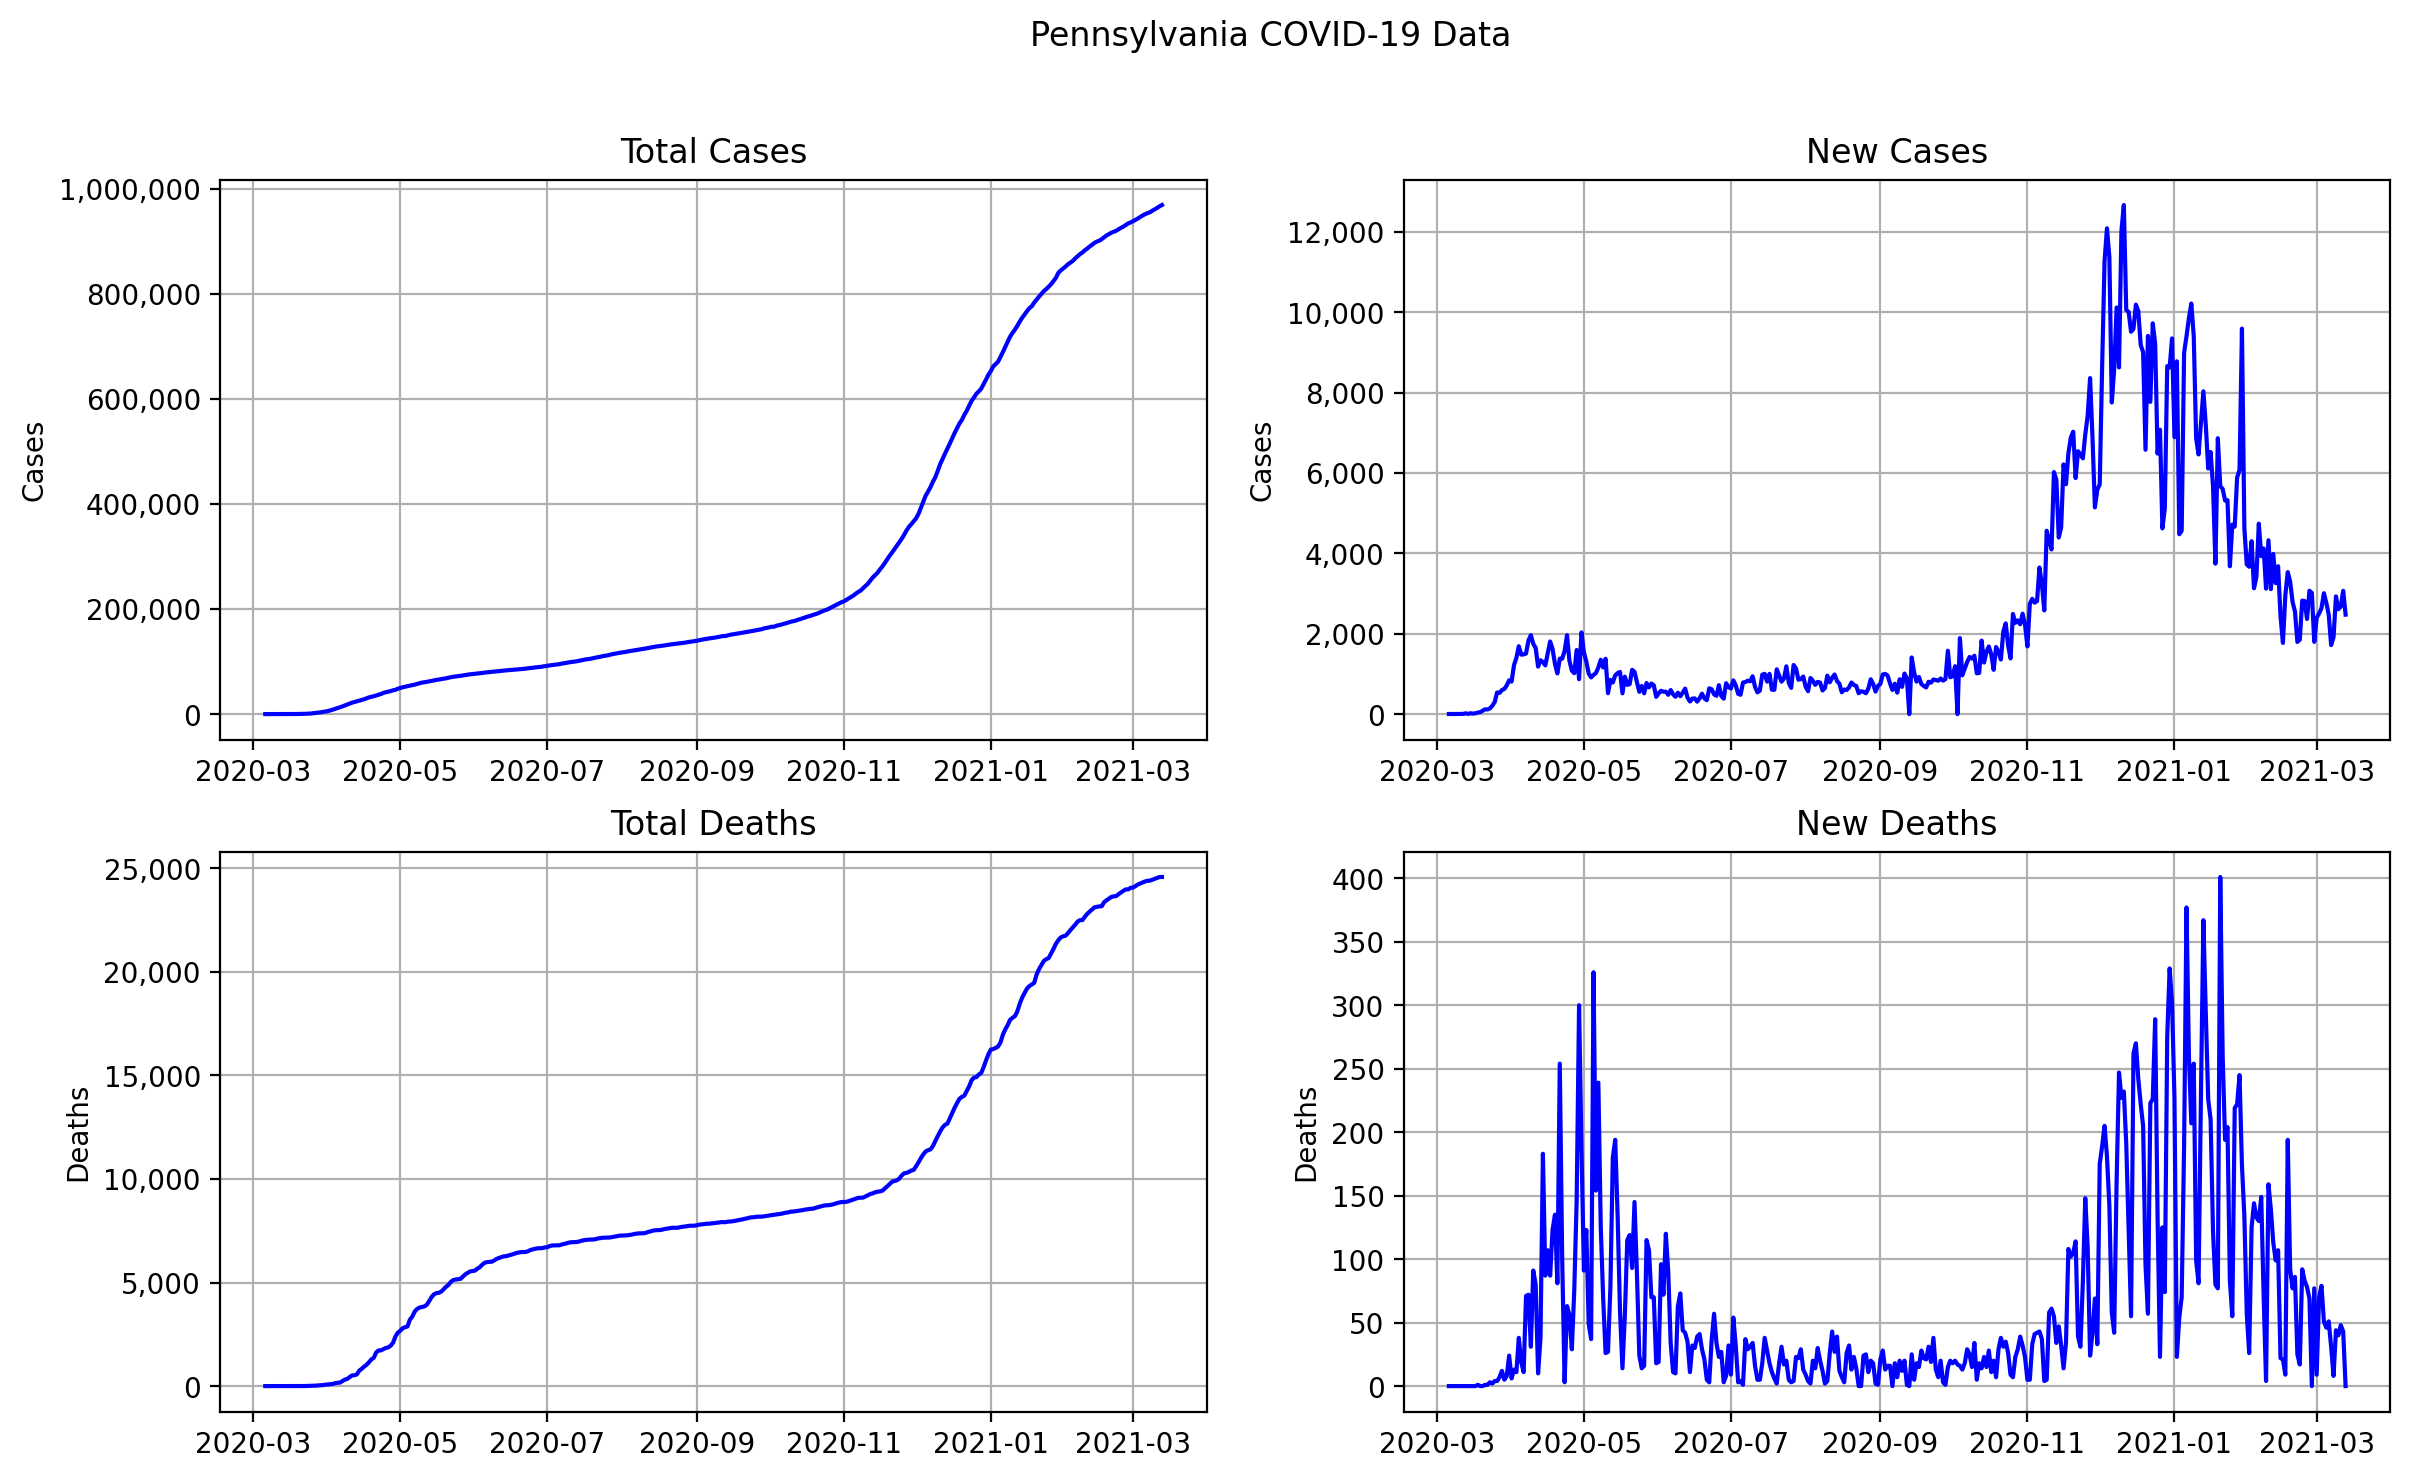 Pennsylvania COVID-19 Data
Total Cases
1,000,000
800,000
600,000
400,000
200,000
0
Cases
2020-03 2020-05 2020-07 2020-09 2020-11 2021-01 2021-03
New Cases
12,000
10,000
8,000
6,000
4,000
2,000
0
Cases
2020-03 2020-05 2020-07 2020-09 2020-11 2021-01 2021-03
Total Deaths
25,000
20,000
15,000
10,000
5,000
0
Deaths
2020-03 2020-05 2020-07 2020-09 2020-11 2021-01 2021-03
New Deaths
400
350
300
250
200
150
100
50
0
Deaths
2020-03 2020-05 2020-07 2020-09 2020-11 2021-01 2021-03